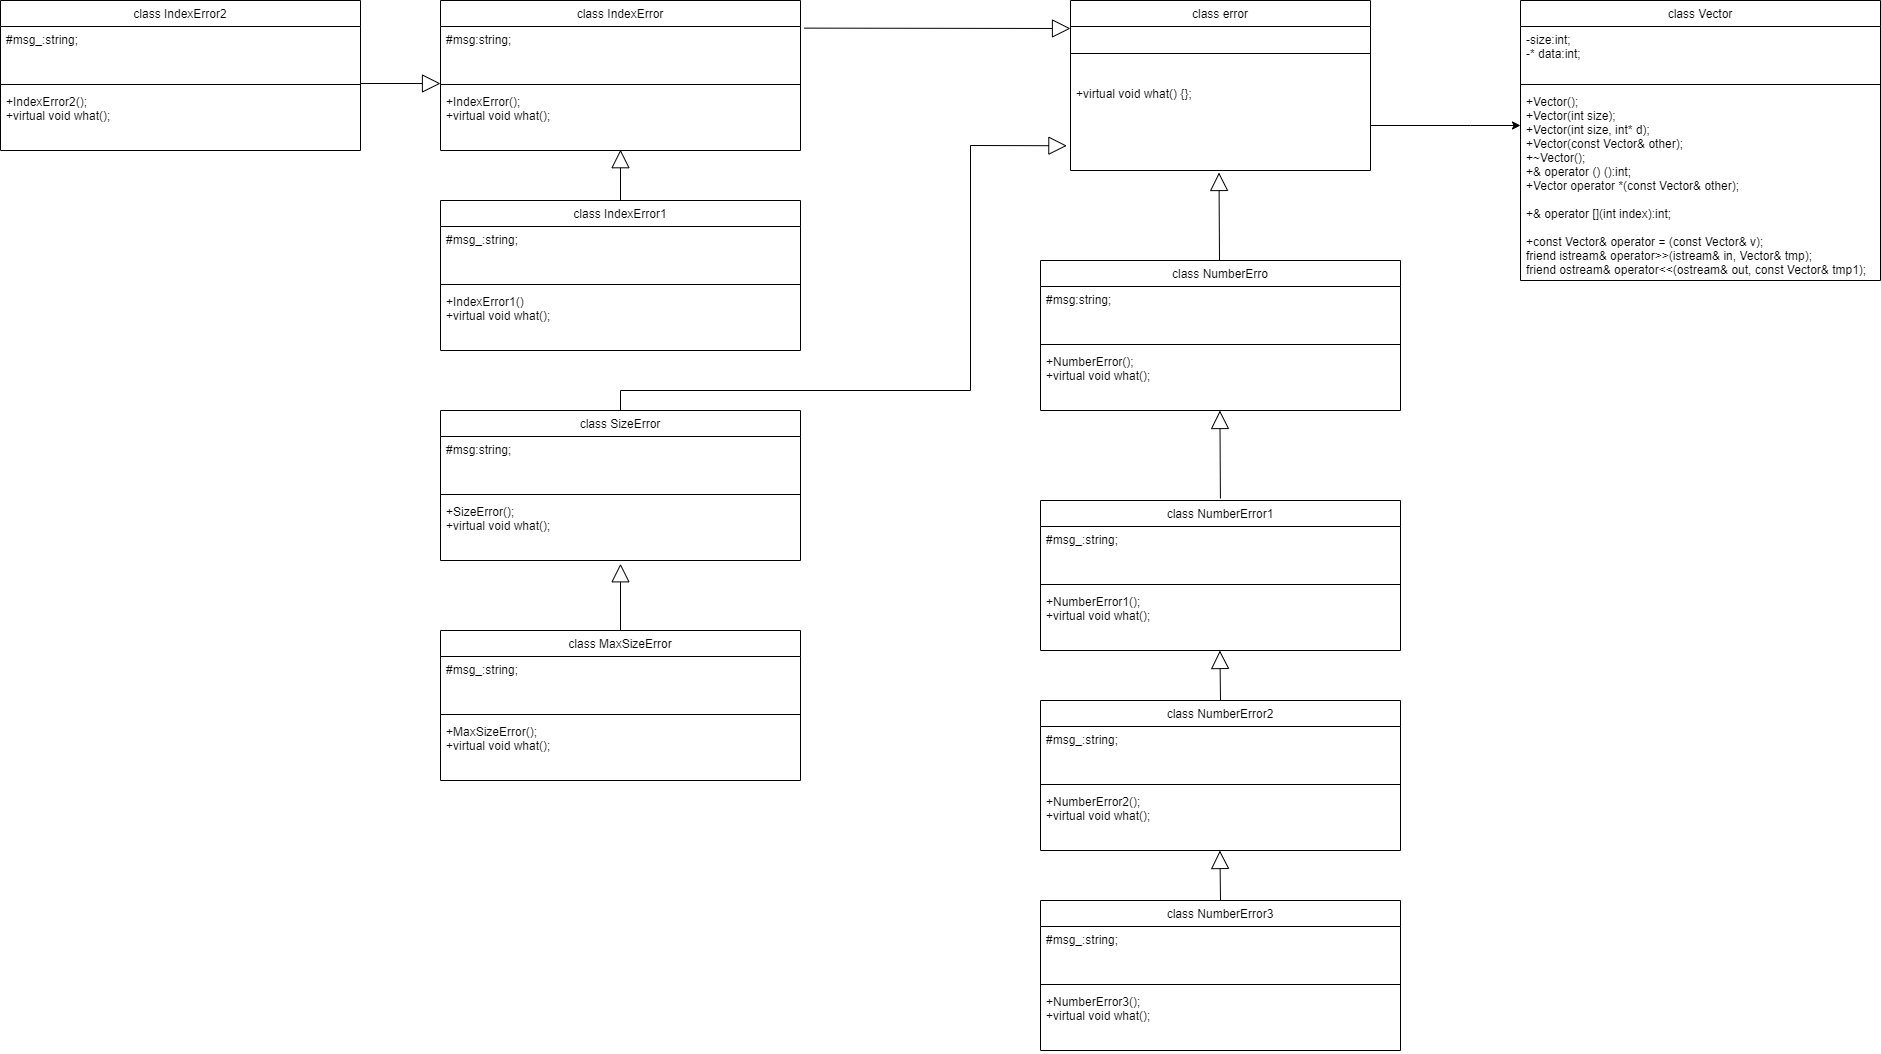 class IndexError2
#msg_:string;
+IndexError2();
+virtual void what();
class IndexError
#msg:string;
+IndexError();
+virtual void what();
class error
+virtual void what() {};
class Vector
-size:int;
-* data:int;
+Vector();
+Vector(int size);
+Vector(int size, int* d);
+Vector(const Vector& other);
+~Vector();
+& operator () ():int;
+Vector operator *(const Vector& other);
+& operator [](int index):int;
+const Vector& operator = (const Vector& v);
friend istream& operator>>(istream& in, Vector& tmp);
friend ostream& operator<<(ostream& out, const Vector& tmp1);
class IndexError1
#msg_:string;
+IndexError1()
+virtual void what();
class NumberErro
#msg:string;
+NumberError();
+virtual void what();
class SizeError
#msg:string;
+SizeError();
+virtual void what();
class NumberError1
#msg_:string;
+NumberError1();
+virtual void what();
class MaxSizeError
#msg_:string;
+MaxSizeError();
+virtual void what();
class NumberError2
#msg_:string;
+NumberError2();
+virtual void what();
class NumberError3
#msg_:string;
+NumberError3();
+virtual void what();